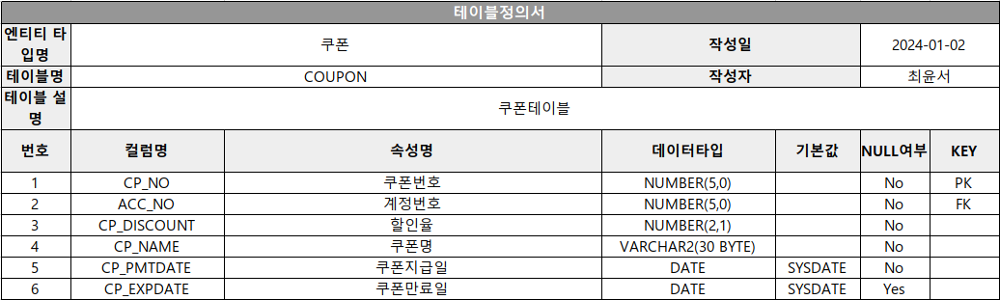 테이블정의서
엔티티 타입명 쿠폰 작성일 2024-01-02
테이블명 COUPON 작성자 최윤서
테이블 설명 쿠폰테이블
번호 컬럼명 속성명 데이터타입 기본값 NULL여부 KEY
1 CP_NO 쿠폰번호 NUMBER(5,0) No PK
2 ACC_NO 계정번호 NUMBER(5,0) No FK
3 CP_DISCOUNT 할인율 NUMBER(2,1) No
4 CP_NAME 쿠폰명 VARCHAR2(30 BYTE) No
5 CP_PMTDATE 쿠폰지급일 DATE SYSDATE No
6 CP_EXPDATE 쿠폰만료일 DATE SYSDATE Yes